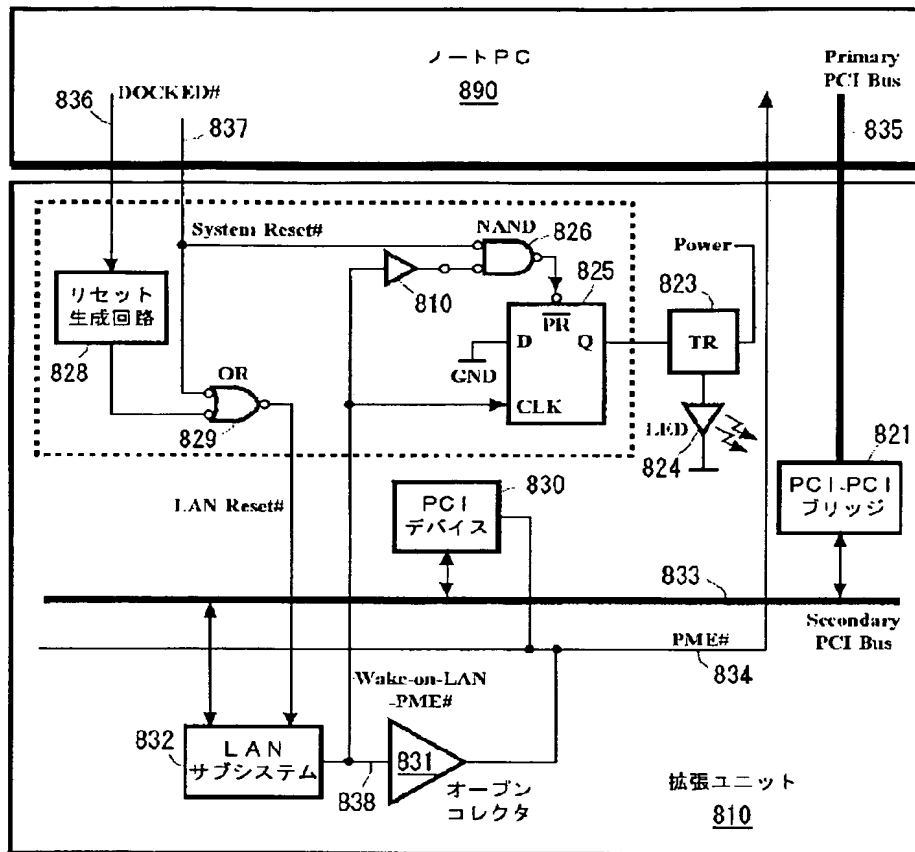 ノートPC
890
Primary
PCI Bus
836
DOCKED#
837
835
System Reset#
NAND
826
Power
リセット
生成回路
828
810
825
823
PR
D
Q
TR
GND
OR
CLK
829
LED
824
821
PCI-PCI
ブリッジ
LAN Reset#
830
PCI
デバイス
833
Secondary
PCI Bus
PME#
834
Wake-on-LAN
-PME#
832
LAN
サブシステム
831
838
オープン
コレクタ
拡張ユニット
810